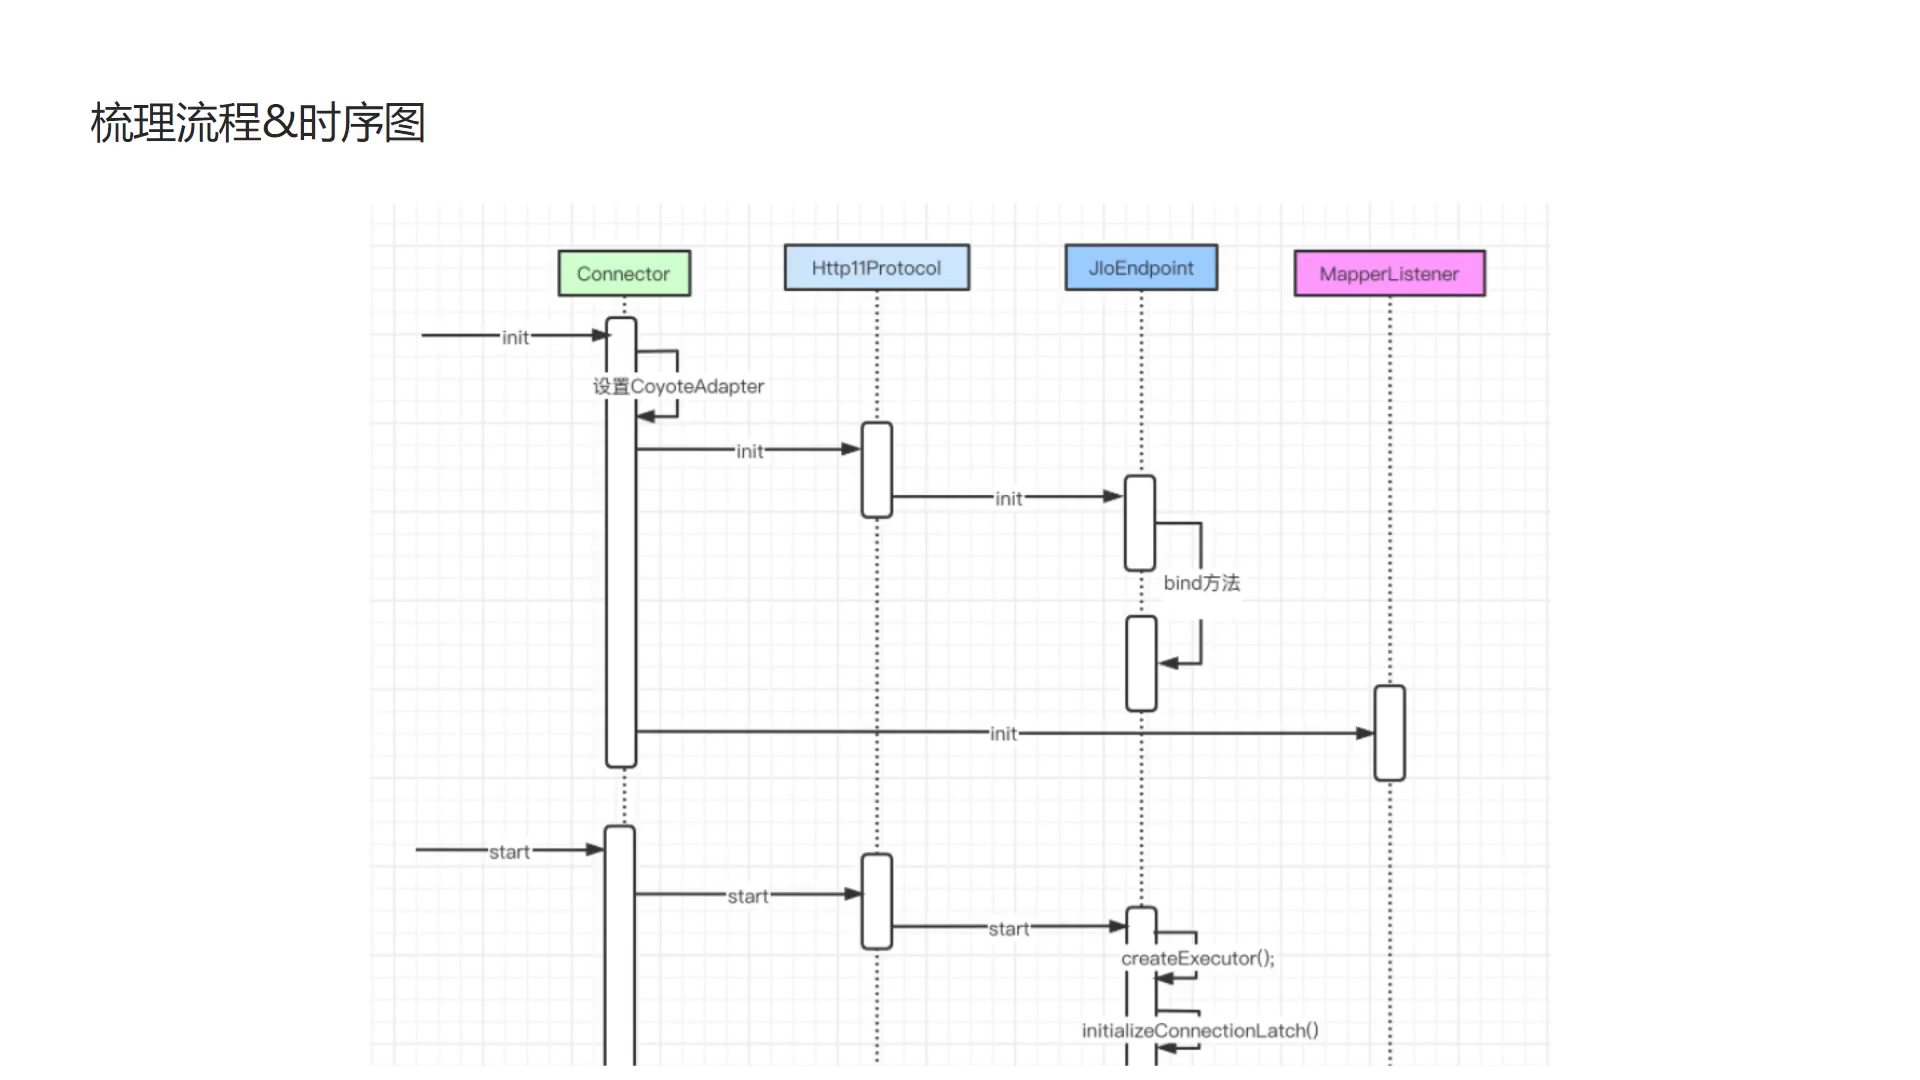 梳理流程&时序图
Connector
Http11Protocol
JIoEndpoint
MapperListener
init
设置CoyoteAdapter
init
init
bind方法
init
start
start
start
createExecutor();
initializeConnectionLatch()